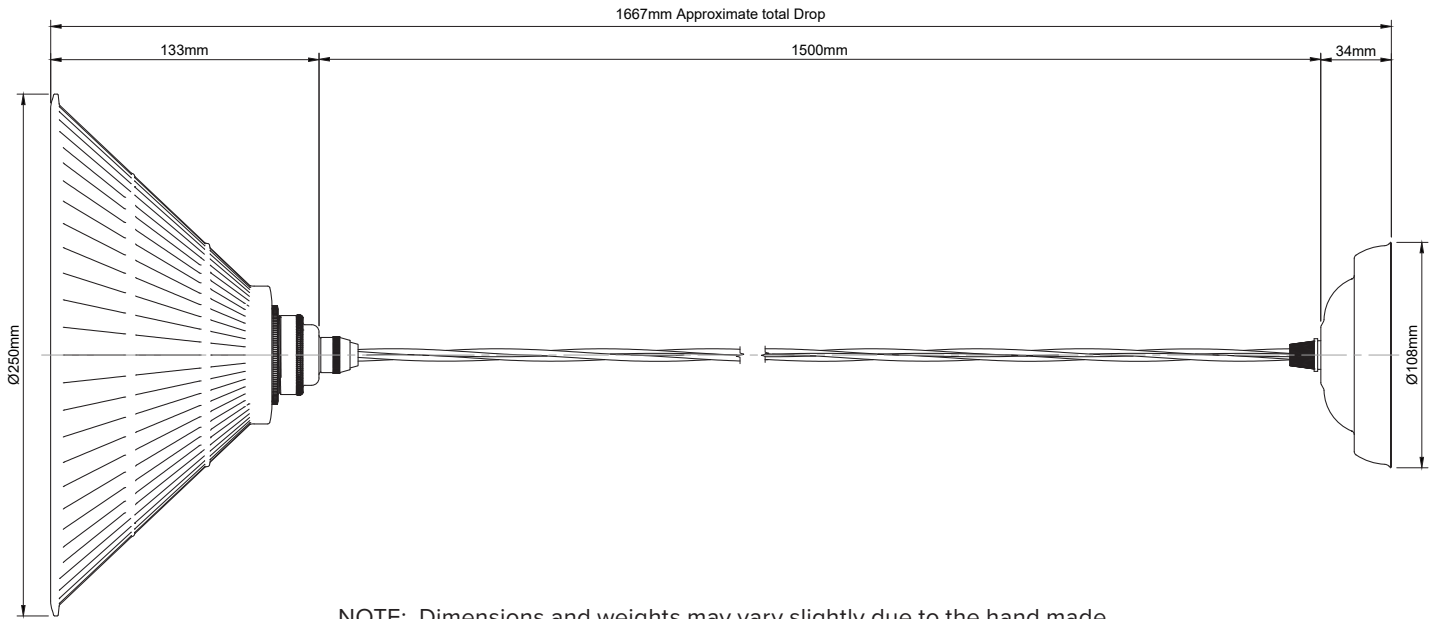 1667mm Approximate total Drop
133mm
1500mm
34mm
Ø250mm
Ø108mm
NOTE: Dimensions and weights may vary slightly due to the hand made